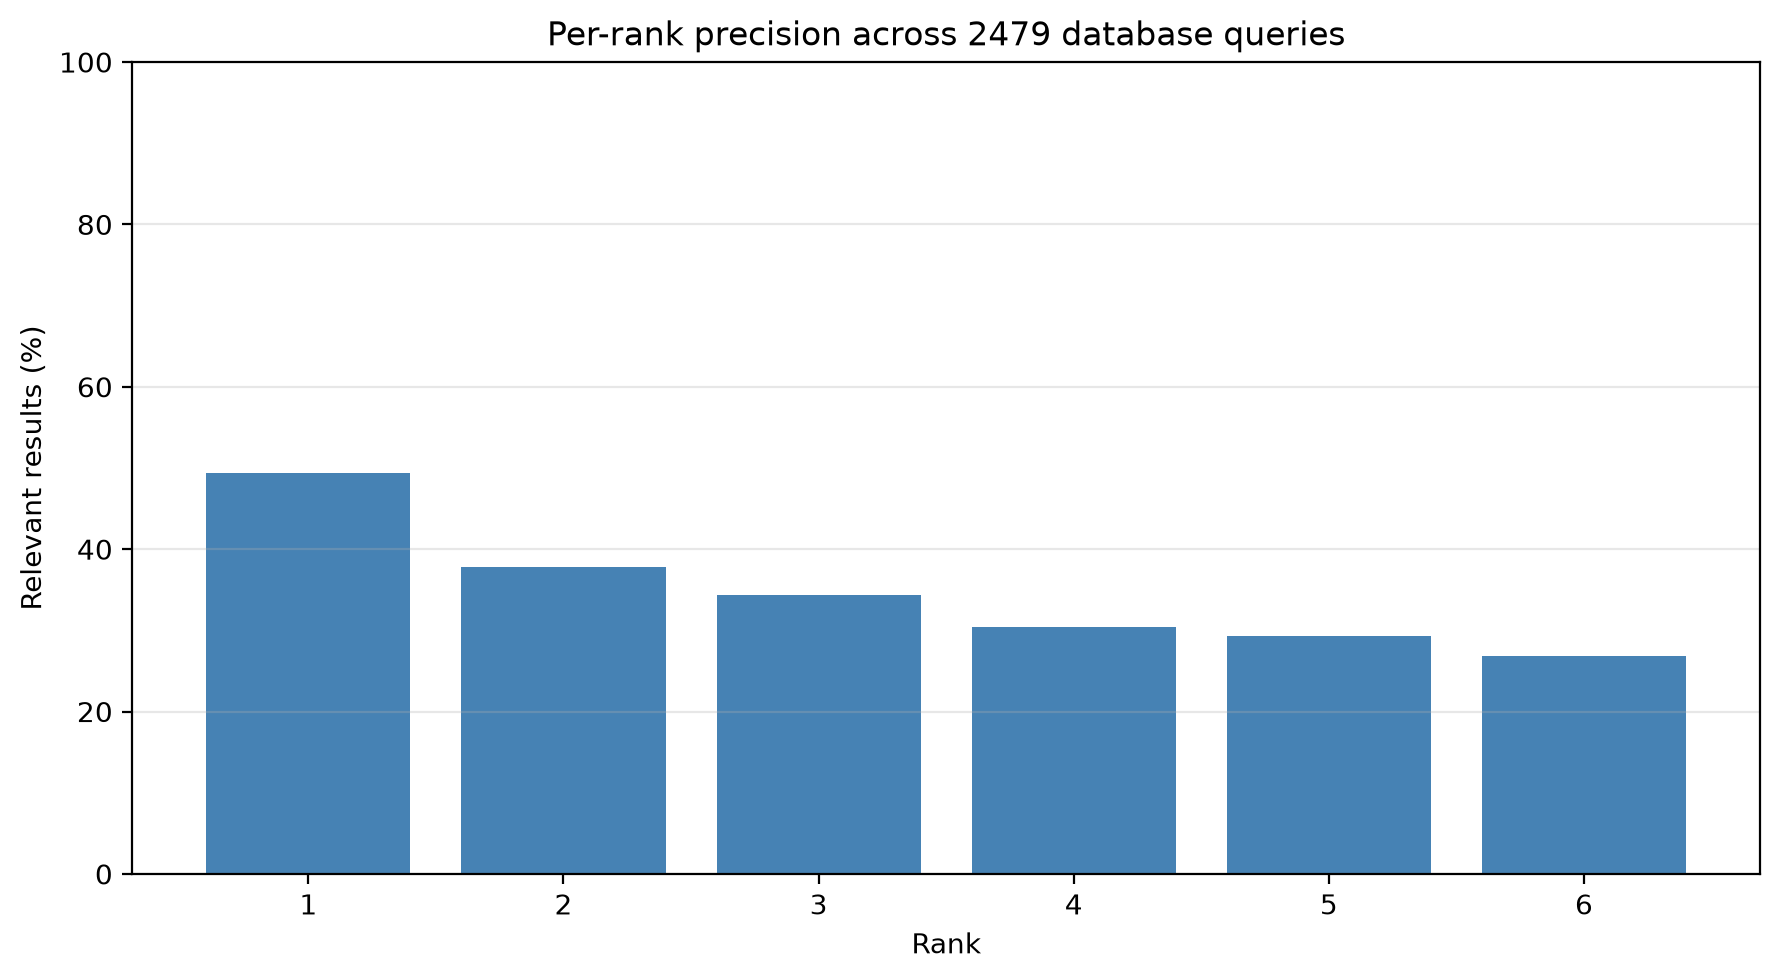 Per-rank precision across 2479 database queries
100
80
60
40
20
0
Relevant results (%)
1 2 3 4 5 6
Rank